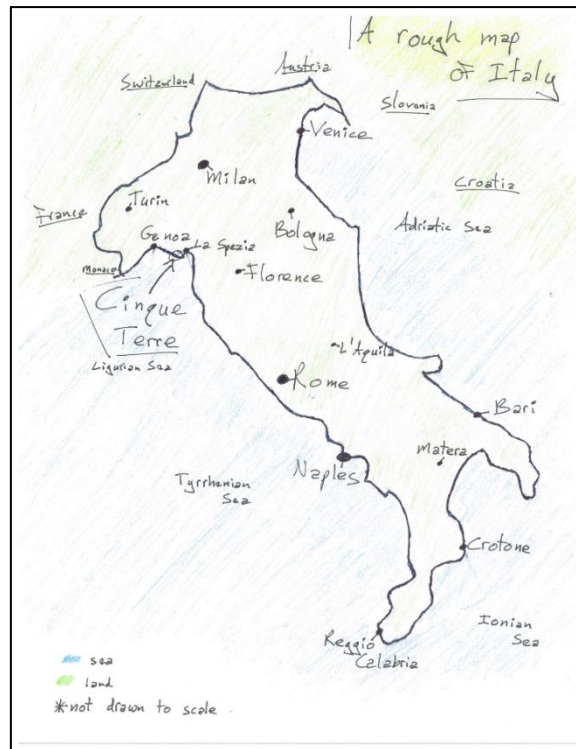 A rough map
of Italy
Austria
Switzerland
Slovenia
Venice
Milan
Croatia
Turin
France
Bologna
Adriatic Sea
Genoa
La Spezia
Monaco
Florence
Cinque
Terre
Ligurian Sea
L'Aquila
Rome
Bari
Matera
Naples
Tyrrhenian
Sea
Crotone
Ionian
Sea
Reggio
Calabria
sea
land
*not drawn to scale